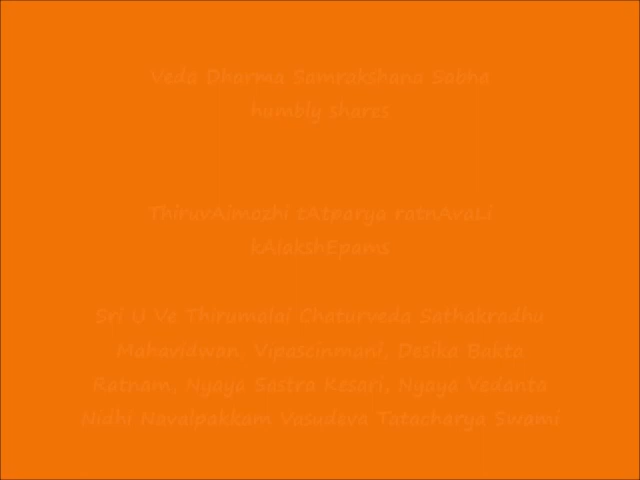 Veda Dharma Samrakshana Sabha
humbly shares
ThiruvAimozhi tAtparya ratnAvaLi
kAlakshEpams
Sri U Ve Thirumalai Chaturveda Sathakradhu
Mahavidwan, Vipascinmani, Desika Bakta
Ratnam, Nyaya Sastra Kesari, Nyaya Vedanta
Nidhi Navalpakkam Vasudeva Tatacharya Swami